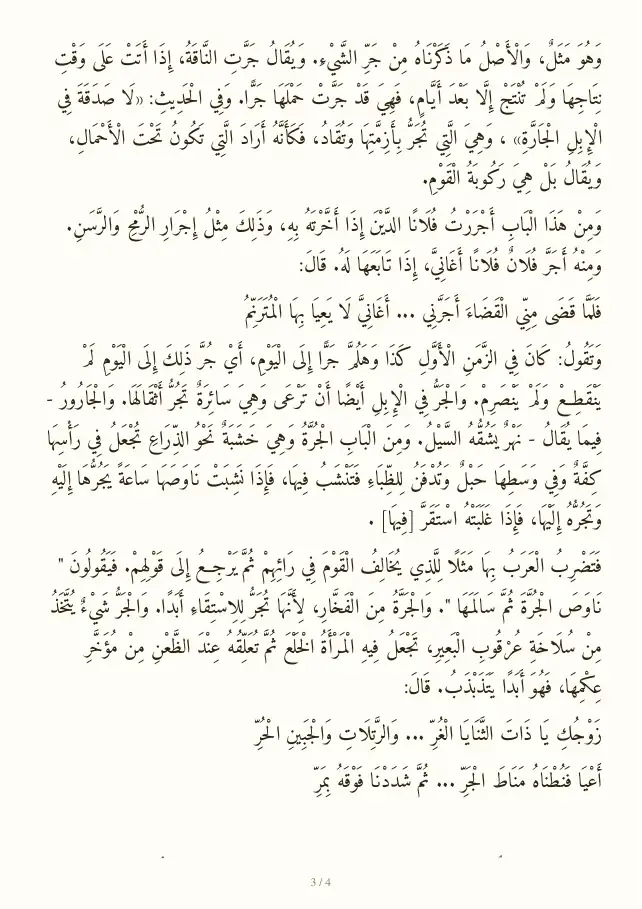 وَهُوَ مَثَلٌ، وَالْأَصْلُ مَا ذَكَرْنَاهُ مِنْ جَرِّ الشَّيْءِ. وَيُقَالُ جَرَّتِ النَّاقَةُ، إِذَا أَتَتْ عَلَى وَقْتِ
نِتَاجِهَا وَلَمْ تُنْتَجْ إِلَّا بَعْدَ أَيَّامٍ، فَهِيَ قَدْ جَرَّتْ حَمْلَهَا جَرًّا. وَفِي الْحَدِيثِ: «لَا صَدَقَةَ فِي
الْإِبِلِ الْجَارَّةِ» ، وَهِيَ الَّتِي تُجَرُّ بِأَزِمَّتِهَا وَتُقَادُ، فَكَأَنَّهُ أَرَادَ الَّتِي تَكُونُ تَحْتَ الْأَحْمَالِ،
وَيُقَالُ بَلْ هِيَ رَكُوبَةُ الْقَوْمِ.
وَمِنْ هَذَا الْبَابِ أَجْرَرْتُ فُلَانًا الدَّيْنَ إِذَا أَخَّرْتَهُ بِهِ، وَذَلِكَ مِثْلُ إِجْرَارِ الرُّمْحِ وَالرَّسَنِ.
وَمِنْهُ أَجَرَّ فُلَانٌ فُلَانًا أَغَانِيَّ، إِذَا تَابَعَهَا لَهُ. قَالَ:
فَلَمَّا قَضَى مِنِّي الْقَضَاءَ أَجَرَّنِي ... أَغَانِيَّ لَا يَعِيَا بِهَا الْمُتَرَنِّمُ
وَتَقُولُ: كَانَ فِي الزَّمَنِ الْأَوَّلِ كَذَا وَهَلُمَّ جَرًّا إِلَى الْيَوْمِ، أَيْ جُرَّ ذَلِكَ إِلَى الْيَوْمِ لَمْ
يَنْقَطِعْ وَلَمْ يَنْصَرِمْ. وَالْجَرُّ فِي الْإِبِلِ أَيْضًا أَنْ تَرْعَى وَهِيَ سَائِرَةٌ تَجُرُّ أَثْقَالَهَا. وَالْجَارُورُ -
فِيمَا يُقَالُ - نَهْرٌ يَشُقُّهُ السَّيْلُ. وَمِنَ الْبَابِ الْجُرَّةُ وَهِيَ خَشَبَةٌ نَحْوُ الذِّرَاعِ تُجْعَلُ فِي رَأْسِهَا
كِفَّةٌ وَفِي وَسَطِهَا حَبْلٌ وَتُدْفَنُ لِلظِّبَاءِ فَتَنْشَبُ فِيهَا، فَإِذَا نَشِبَتْ نَاوَصَهَا سَاعَةً يَجُرُّهَا إِلَيْهِ
وَتَجُرُّهُ إِلَيْهَا، فَإِذَا غَلَبَتْهُ اسْتَقَرَّ [فِيهَا] .
فَتَضْرِبُ الْعَرَبُ بِهَا مَثَلًا لِلَّذِي يُخَالِفُ الْقَوْمَ فِي رَائِهِمْ ثُمَّ يَرْجِعُ إِلَى قَوْلِهِمْ. فَيَقُولُونَ "
نَاوَصَ الْجُرَّةَ ثُمَّ سَالَمَهَا ". وَالْجَرَّةُ مِنَ الْفَخَّارِ، لِأَنَّهَا تُجَرُّ لِلِاسْتِقَاءِ أَبَدًا. وَالْجَرُّ شَيْءٌ يُتَّخَذُ
مِنْ سُلَاخَةِ عُرْقُوبِ الْبَعِيرِ، تَجْعَلُ فِيهِ الْمَرْأَةُ الْخَلْعَ ثُمَّ تُعَلِّقُهُ عِنْدَ الظَّعْنِ مِنْ مُؤَخَّرِ
عِكْمِهَا، فَهُوَ أَبَدًا يَتَذَبْذَبُ. قَالَ:
زَوْجُكِ يَا ذَاتَ الثَّنَايَا الْغُرِّ ... وَالرَّتِلَاتِ وَالْجَبِينِ الْحُرِّ
أَعْيَا فَنُطْنَاهُ مَنَاطَ الْجَرِّ ... ثُمَّ شَدَدْنَا فَوْقَهُ بِمَرِّ
3 / 4